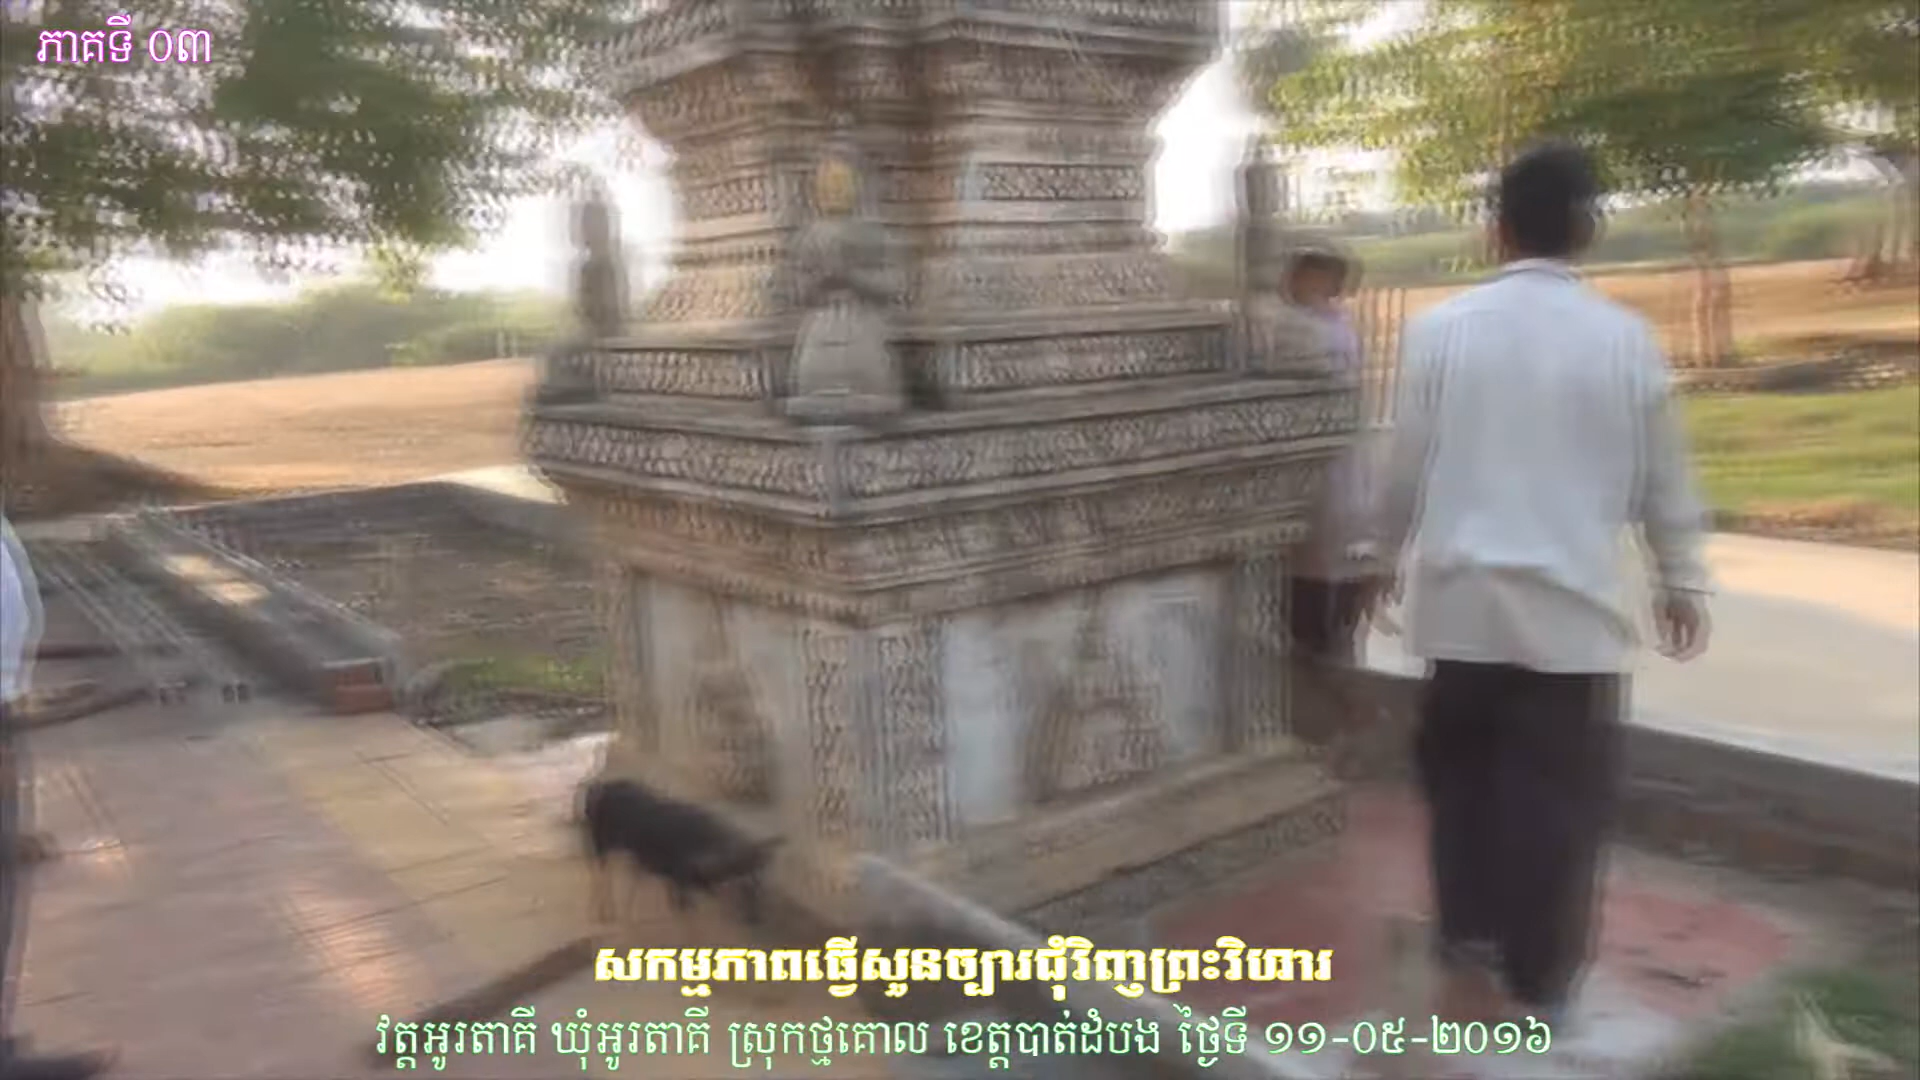 ភាគទី ០៣
សកម្មភាពធ្វើសួនច្បារជុំវិញព្រះវិហារ
វត្តអូរតាគី ឃុំអូរតាគី ស្រុកថ្មគោល ខេត្តបាត់ដំបង ថ្ងៃទី ១១-០៥-២០១៦